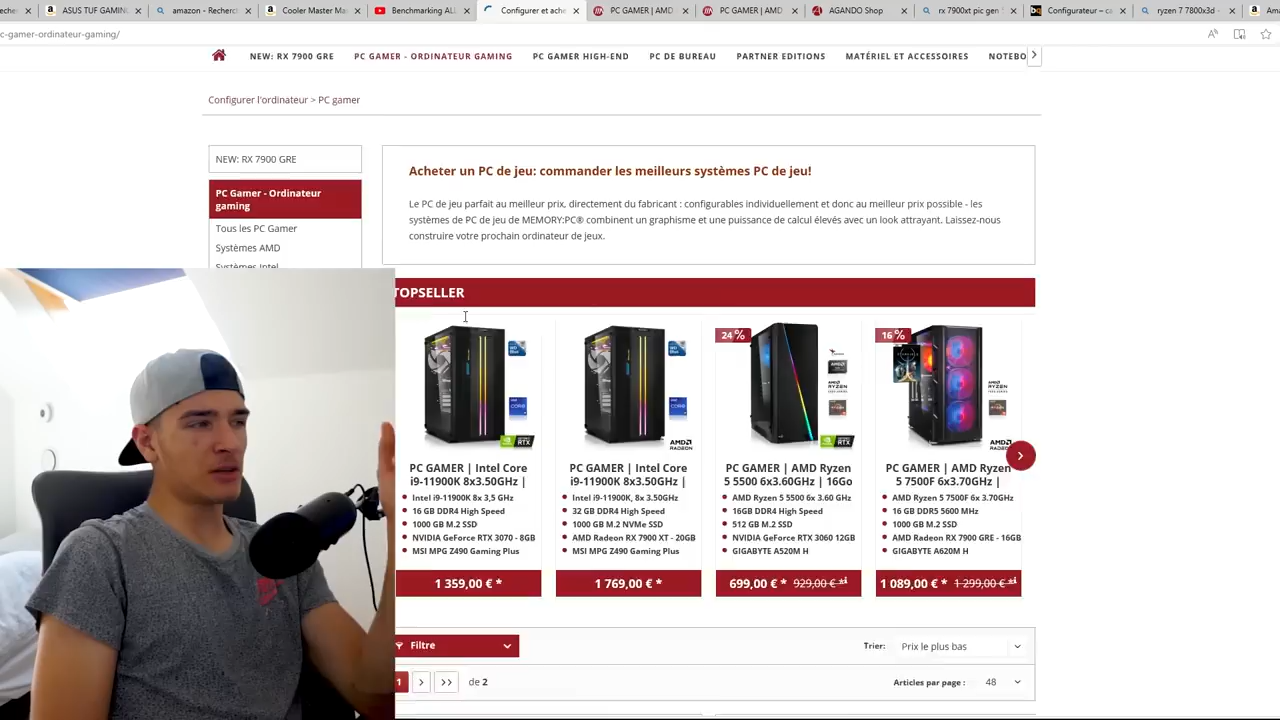 ASUS TUF GAMING
amazon - Recherc
Cooler Master Ma
Benchmarking ALL
Configurer et ache
PC GAMER | AMD
PC GAMER | AMD
AGANDO Shop
rx 7900xt pic gen
Configurateur – ca
ryzen 7 7800x3d -
c-gamer-ordinateur-gaming/
NEW: RX 7900 GRE
PC GAMER - ORDINATEUR GAMING
PC GAMER HIGH-END
PC DE BUREAU
PARTNER EDITIONS
MATÉRIEL ET ACCESSOIRES
NOTEBO
Configurer l'ordinateur > PC gamer
NEW: RX 7900 GRE
PC Gamer - Ordinateur
gaming
Tous les PC Gamer
Systèmes AMD
Systèmes Intel
Acheter un PC de jeu: commander les meilleurs systèmes PC de jeu!
Le PC de jeu parfait au meilleur prix, directement du fabricant : configurables individuellement et donc au meilleur prix possible - les
systèmes de PC de jeu de MEMORY:PC® combinent un graphisme et une puissance de calcul élevés avec un look attrayant. Laissez-nous
construire votre prochain ordinateur de jeux.
TOPSELLER
PC GAMER | Intel Core
i9-11900K 8x3.50GHz |
Intel i9-11900K 8x 3,5 GHz
16 GB DDR4 High Speed
1000 GB M.2 SSD
NVIDIA GeForce RTX 3070 - 8GB
MSI MPG Z490 Gaming Plus
1 359,00 € *
AMD
RADEON
PC GAMER | Intel Core
i9-11900K 8x3.50GHz |
Intel i9-11900K, 8x 3.50GHz
32 GB DDR4 High Speed
1000 GB M.2 NVMe SSD
AMD Radeon RX 7900 XT - 20GB
MSI MPG Z490 Gaming Plus
1 769,00 € *
24 %
PC GAMER | AMD Ryzen
5 5500 6x3.60GHz | 16Go
AMD Ryzen 5 5500 6x 3.60 GHz
16GB DDR4 High Speed
512 GB M.2 SSD
NVIDIA GeForce RTX 3060 12GB
GIGABYTE A520M H
699,00 € * 929,00 € *
16 %
PC GAMER | AMD Ryzen
5 7500F 6x3.70GHz |
AMD Ryzen 5 7500F 6x 3.70GHz
16 GB DDR5 5600 MHz
1000 GB M.2 SSD
AMD Radeon RX 7900 GRE - 16GB
GIGABYTE A620M H
1 089,00 € * 1 299,00 € *
Filtre
Trier: Prix le plus bas
1 > >> de 2
Articles par page : 48